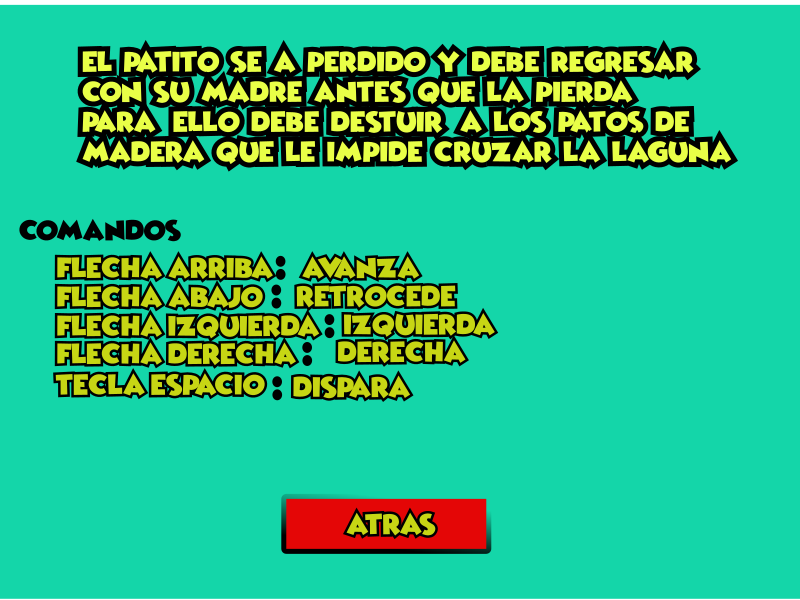 EL PATITO SE A PERDIDO Y DEBE REGRESAR
CON SU MADRE ANTES QUE LA PIERDA
PARA ELLO DEBE DESTUIR A LOS PATOS DE
MADERA QUE LE IMPIDE CRUZAR LA LAGUNA
COMANDOS
FLECHA ARRIBA: AVANZA
FLECHA ABAJO : RETROCEDE
FLECHA IZQUIERDA : IZQUIERDA
FLECHA DERECHA : DERECHA
TECLA ESPACIO : DISPARA
ATRAS